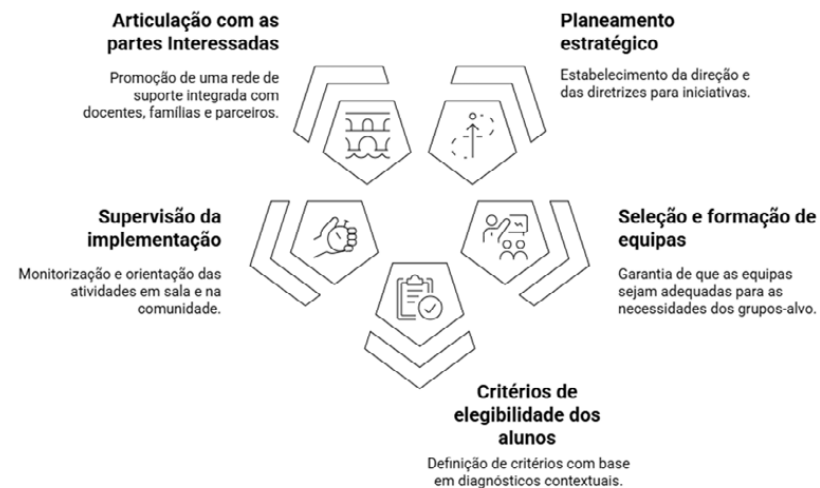 Articulação com as
partes Interessadas
Promoção de uma rede de
suporte integrada com
docentes, famílias e parceiros.
Planeamento
estratégico
Estabelecimento da direção e
das diretrizes para iniciativas.
Supervisão da
implementação
Monitorização e orientação das
atividades em sala e na
comunidade.
Seleção e formação de
equipas
Garantia de que as equipas
sejam adequadas para as
necessidades dos grupos-alvo.
Critérios de
elegibilidade dos
alunos
Definição de critérios com base
em diagnósticos contextuais.